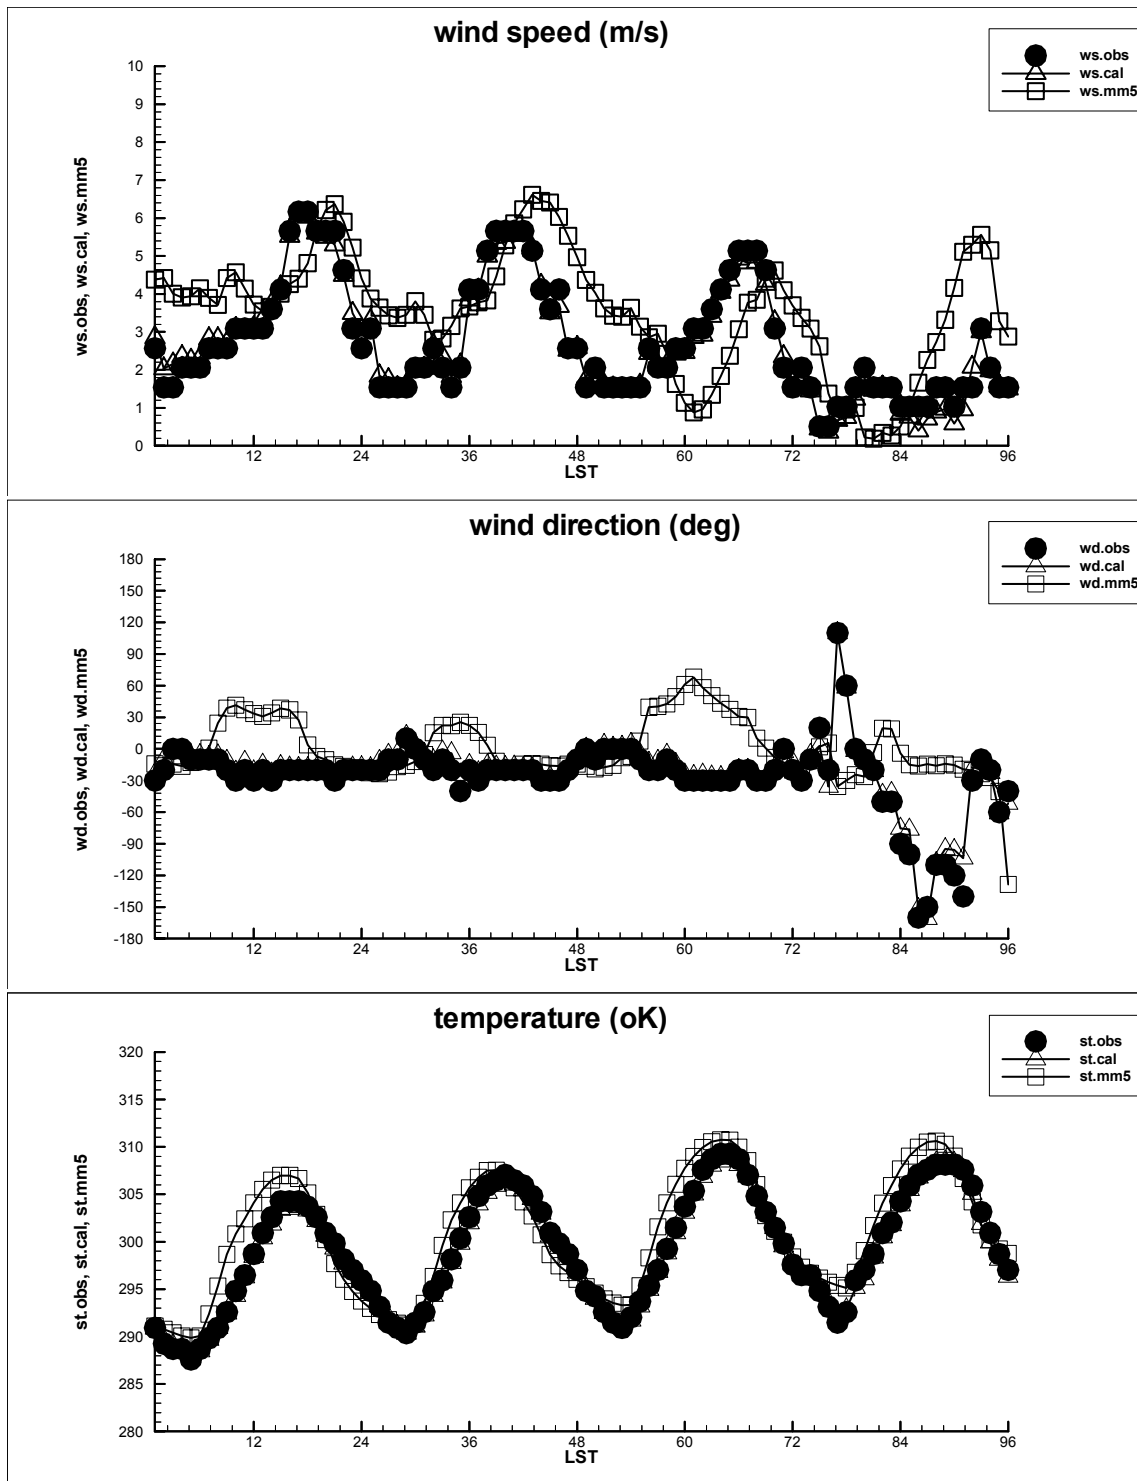 wind speed (m/s)
ws.obs
ws.cal
ws.mm5
ws.obs, ws.cal, ws.mm5
10
9
8
7
6
5
4
3
2
1
0
12 24 36 48 60 72 84 96
LST
wind direction (deg)
wd.obs
wd.cal
wd.mm5
wd.obs, wd.cal, wd.mm5
180
150
120
90
60
30
0
-30
-60
-90
-120
-150
-180
12 24 36 48 60 72 84 96
LST
temperature (oK)
st.obs
st.cal
st.mm5
st.obs, st.cal, st.mm5
320
315
310
305
300
295
290
285
280
12 24 36 48 60 72 84 96
LST